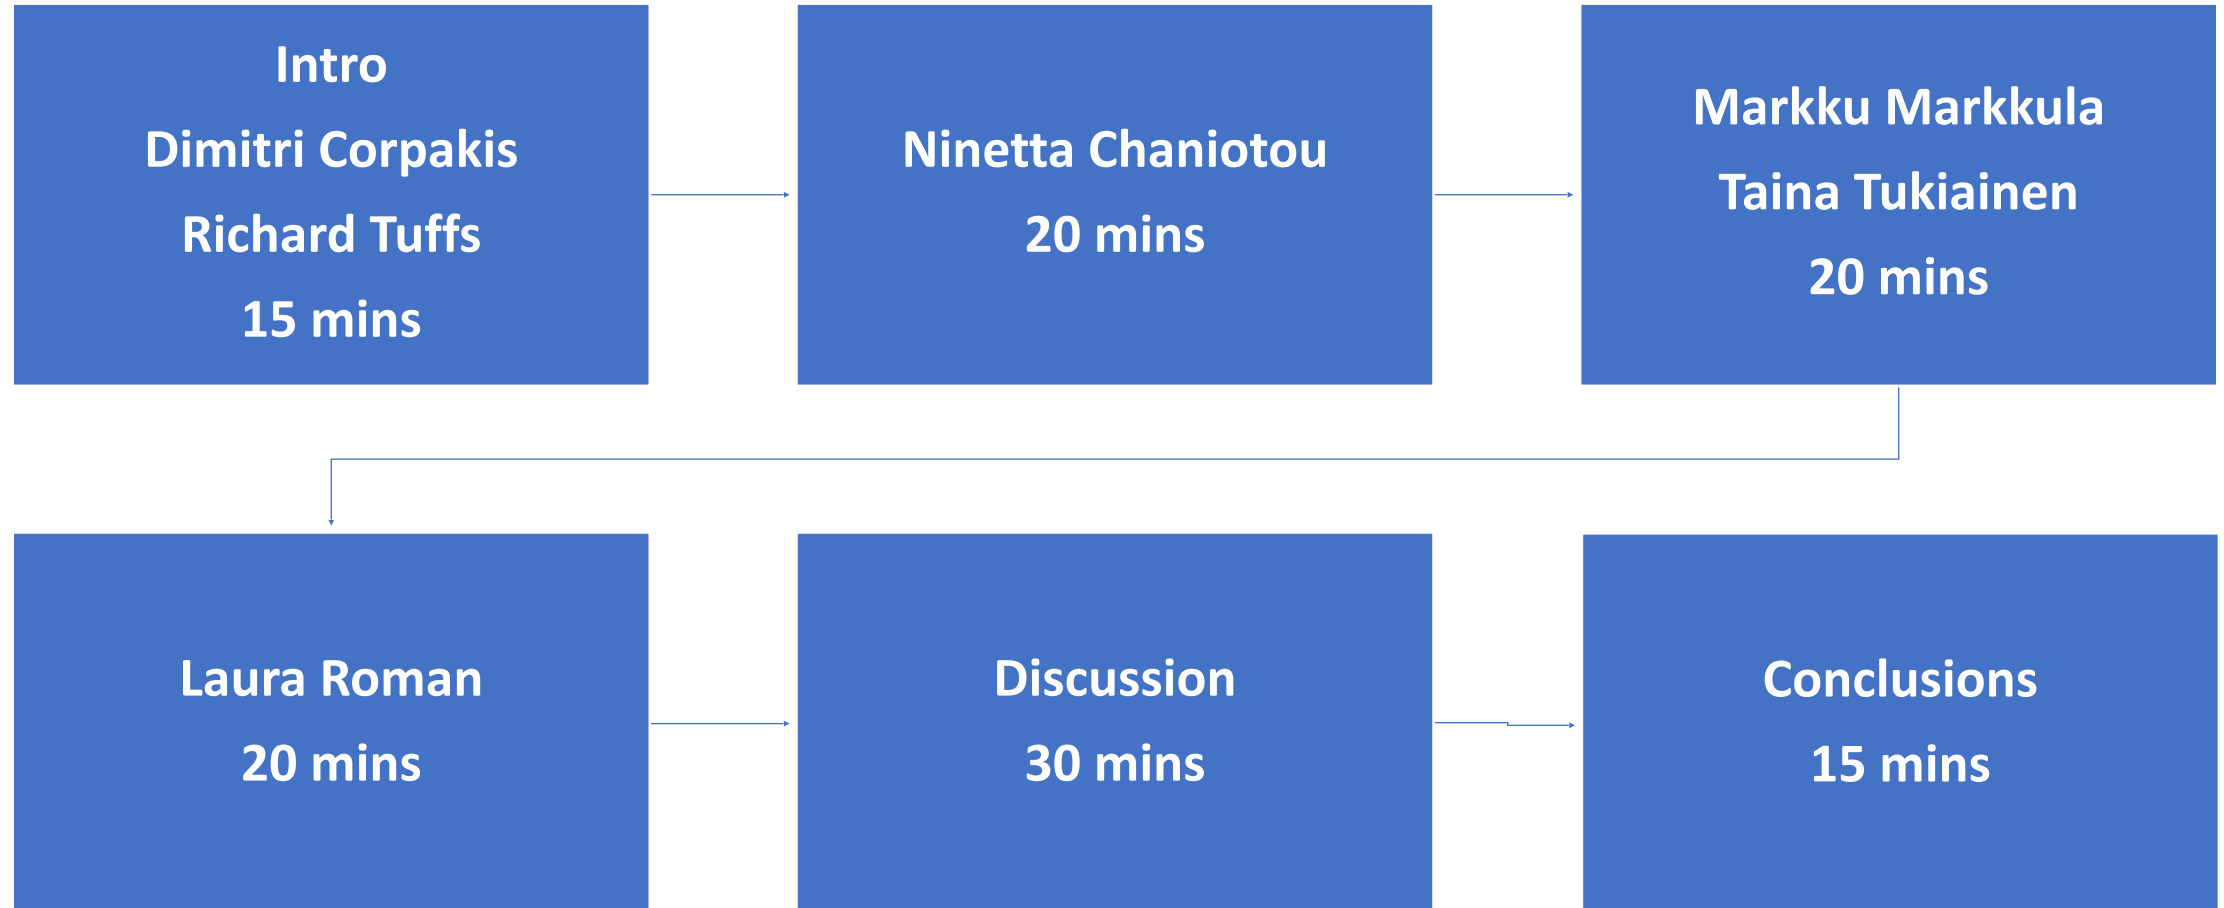 Intro
Dimitri Corpakis
Richard Tuffs
15 mins
Ninetta Chaniotou
20 mins
Markku Markkula
Taina Tukiainen
20 mins
Laura Roman
20 mins
Discussion
30 mins
Conclusions
15 mins